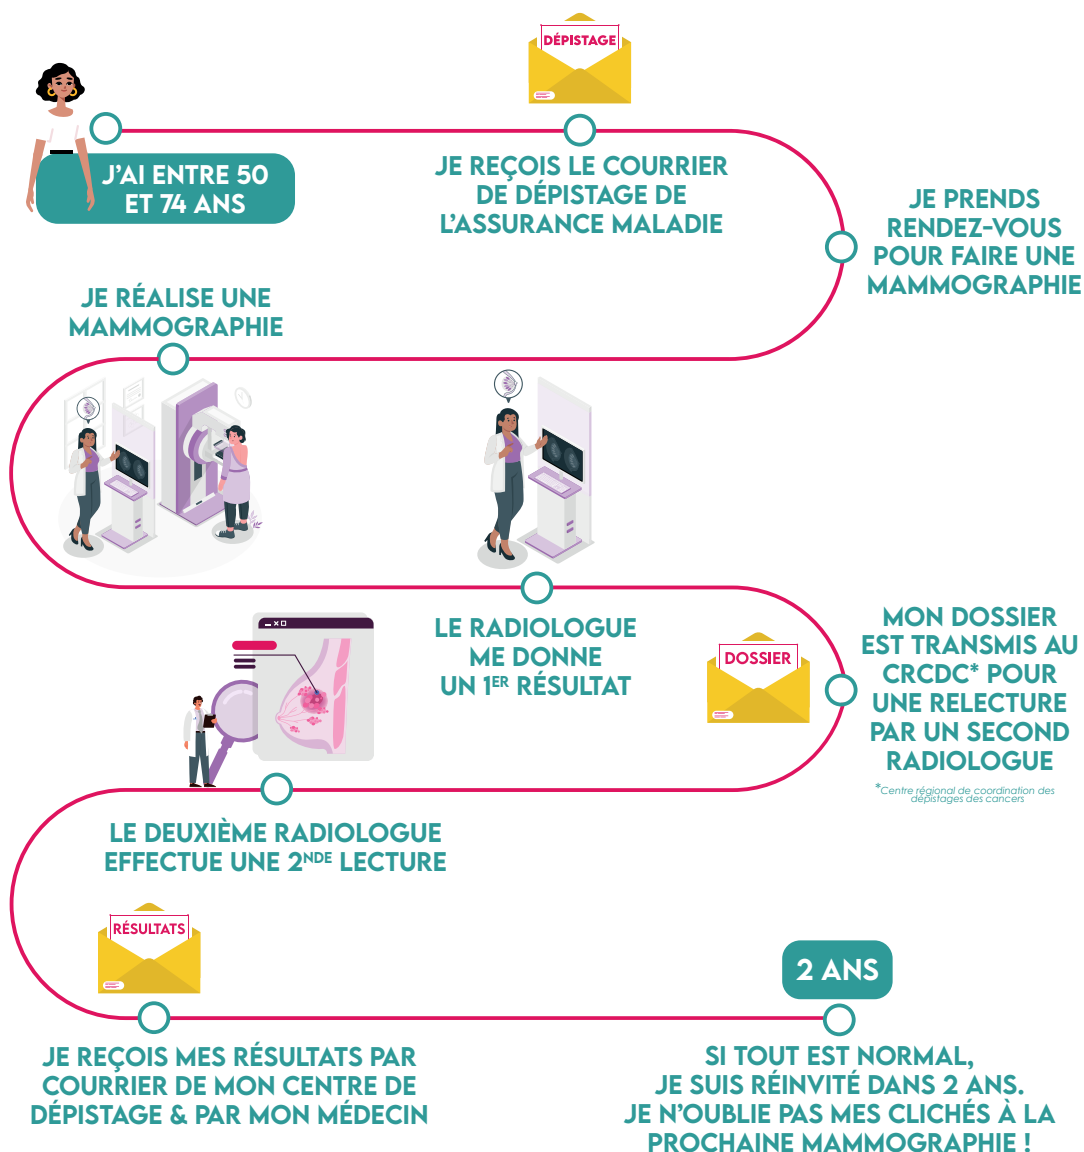 DÉPISTAGE
J'AI ENTRE 50
ET 74 ANS
JE REÇOIS LE COURRIER
DE DÉPISTAGE DE
L'ASSURANCE MALADIE
JE PRENDS
RENDEZ-VOUS
POUR FAIRE UNE
MAMMOGRAPHIE
JE RÉALISE UNE
MAMMOGRAPHIE
LE RADIOLOGUE
ME DONNE
UN 1ER RÉSULTAT
DOSSIER
MON DOSSIER
EST TRANSMIS AU
CRCDC* POUR
UNE RELECTURE
PAR UN SECOND
RADIOLOGUE
*Centre régional de coordination des
dépistages des cancers
LE DEUXIÈME RADIOLOGUE
EFFECTUE UNE 2NDE LECTURE
RÉSULTATS
JE REÇOIS MES RÉSULTATS PAR
COURRIER DE MON CENTRE DE
DÉPISTAGE & PAR MON MÉDECIN
2 ANS
SI TOUT EST NORMAL,
JE SUIS RÉINVITÉ DANS 2 ANS.
JE N'OUBLIE PAS MES CLICHÉS À LA
PROCHAINE MAMMOGRAPHIE !